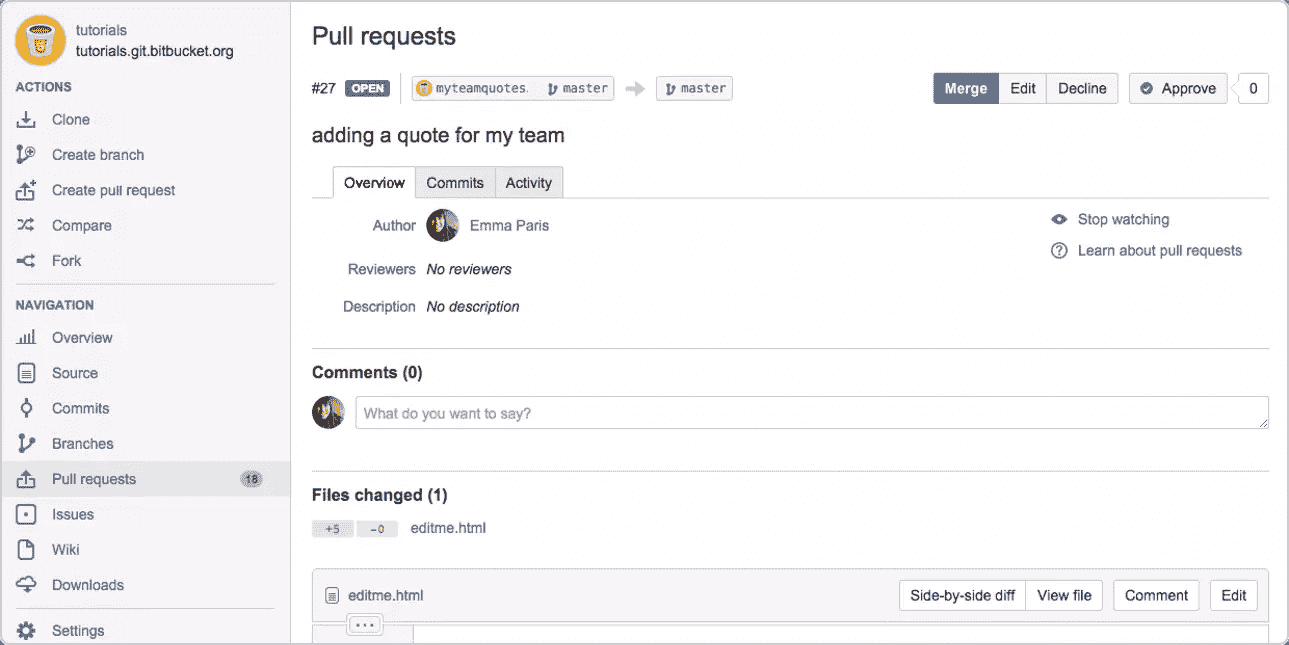 tutorials
tutorials.git.bitbucket.org
ACTIONS
Clone
Create branch
Create pull request
Compare
Fork
NAVIGATION
Overview
Source
Commits
Branches
Pull requests 18
Issues
Wiki
Downloads
Settings
Pull requests
#27 OPEN myteamquotes. master master Merge Edit Decline Approve 0
adding a quote for my team
Overview Commits Activity
Author Emma Paris
Reviewers No reviewers
Description No description
Stop watching
Learn about pull requests
Comments (0)
What do you want to say?
Files changed (1)
+5 -0 editme.html
editme.html Side-by-side diff View file Comment Edit
...